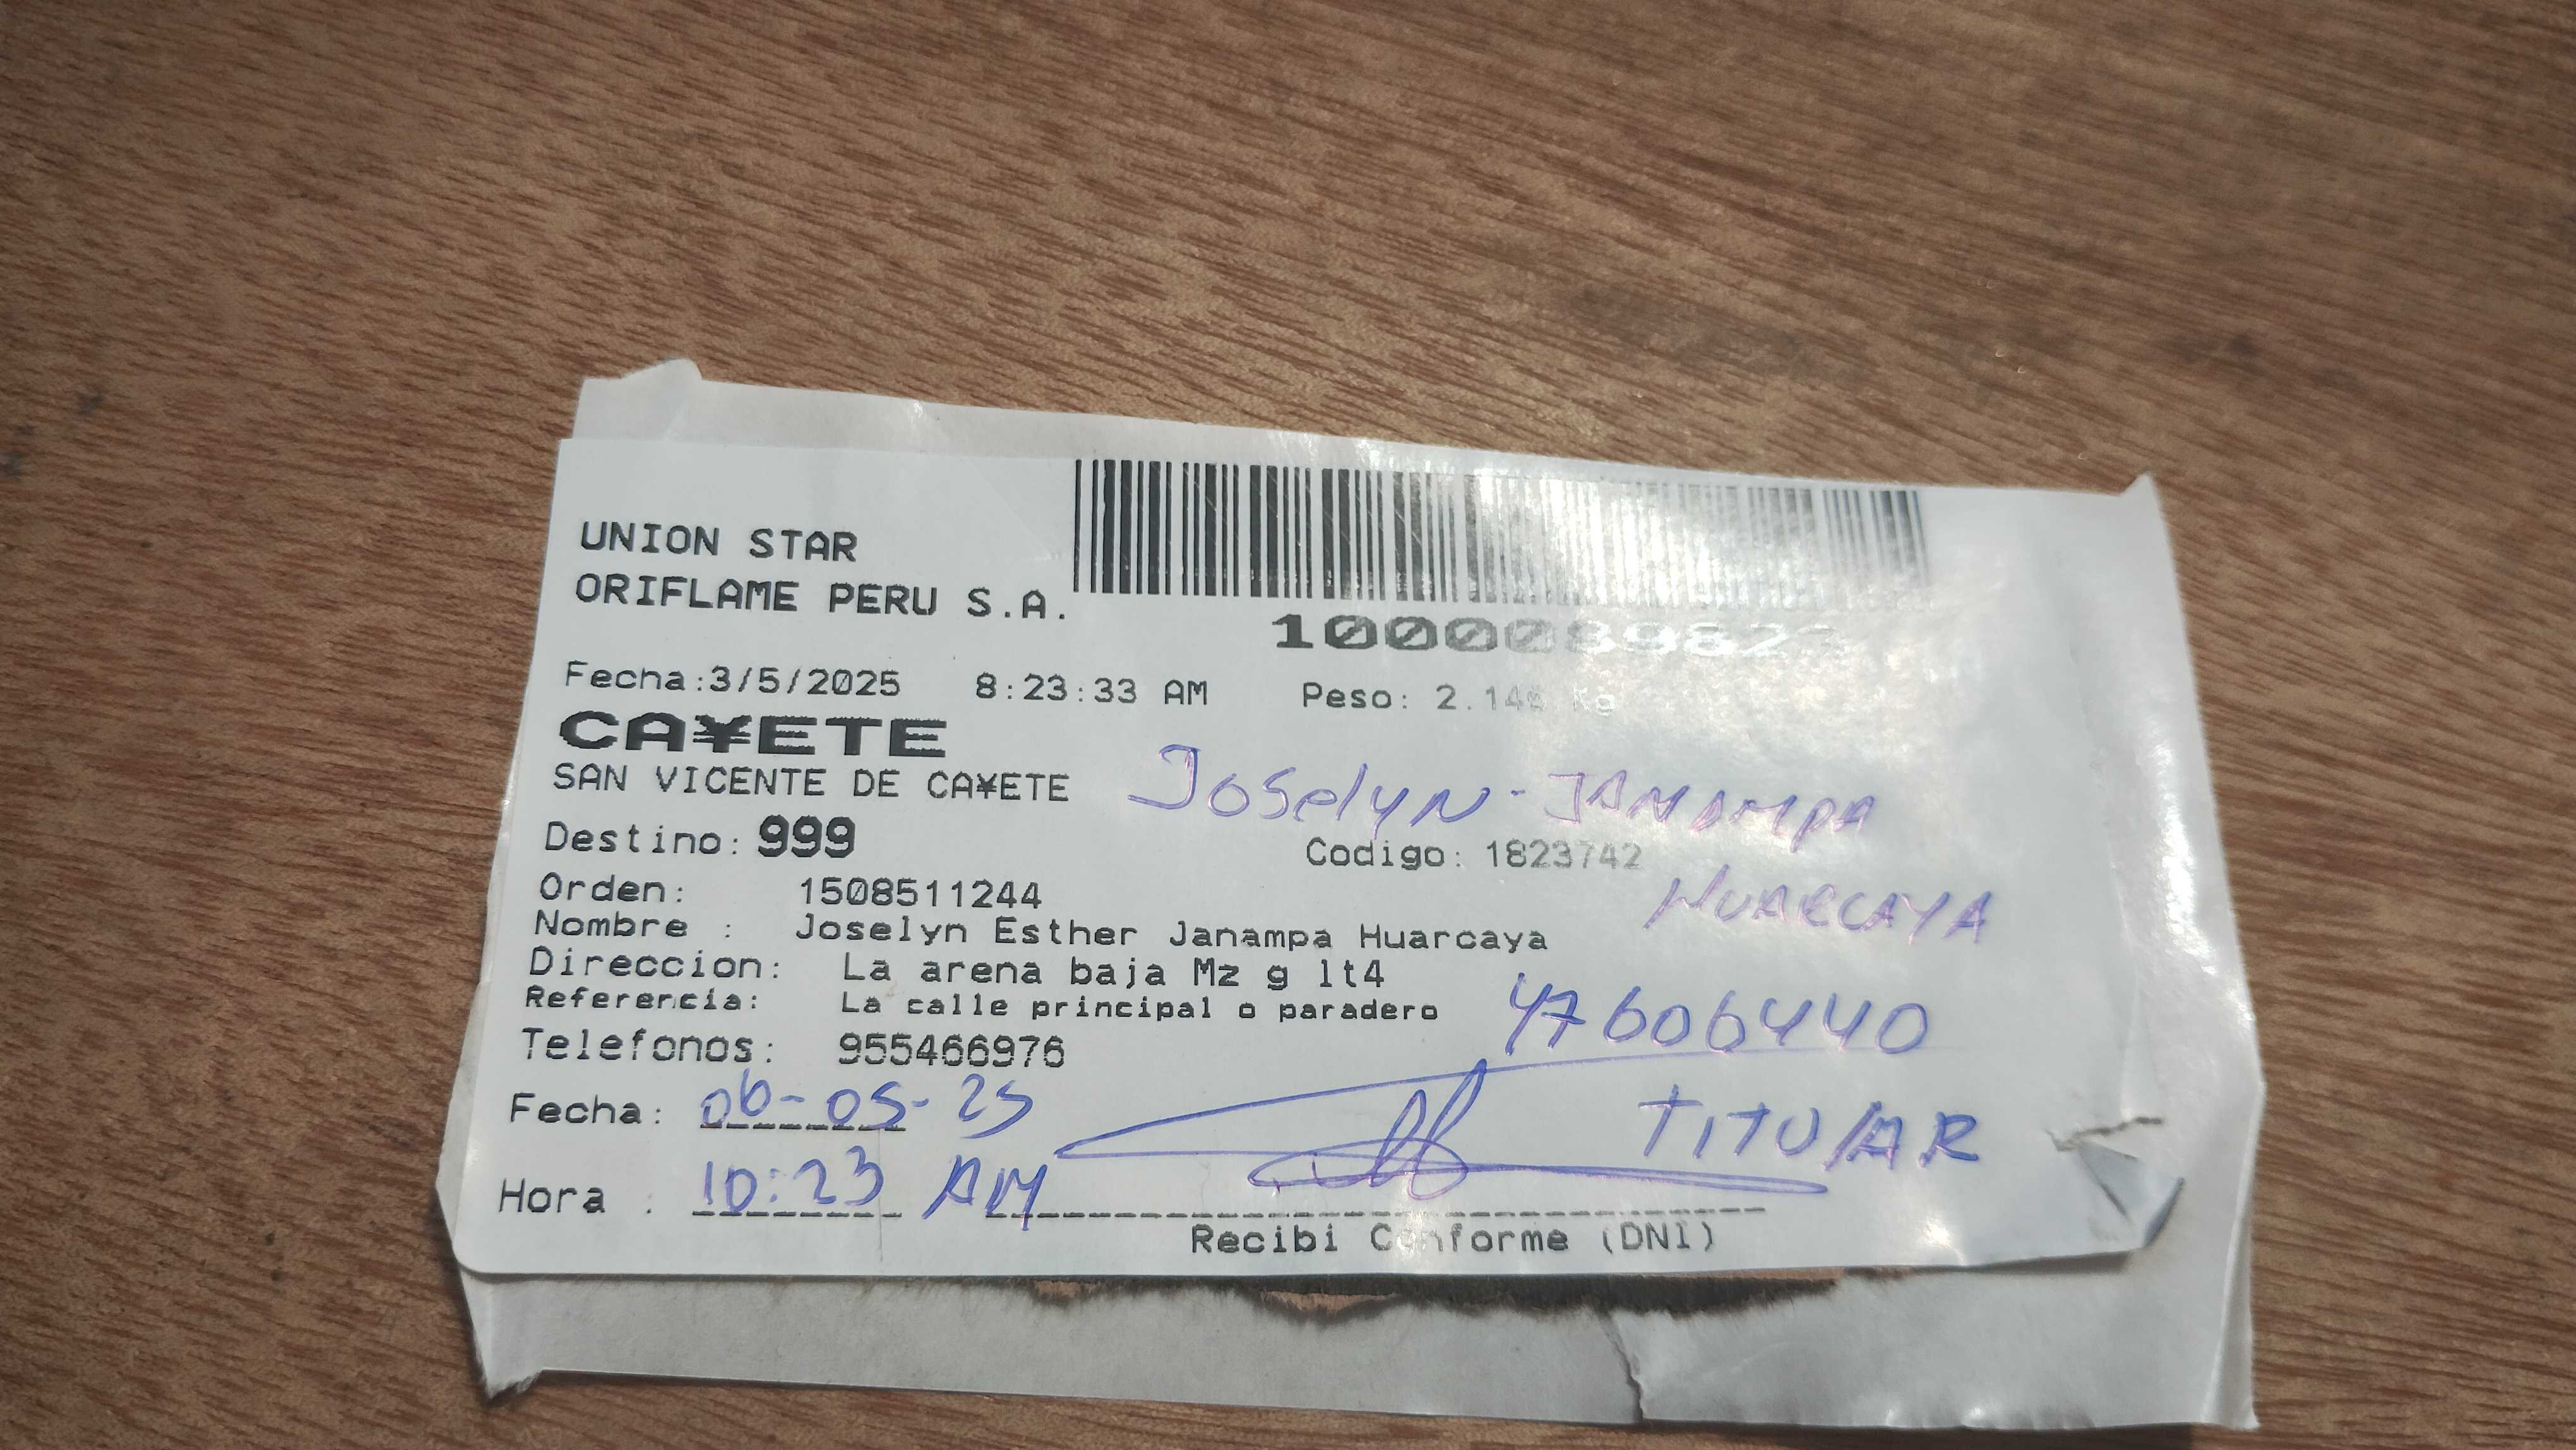 UNION STAR
ORIFLAME PERU S.A.
Fecha:3/5/2025 8:23:33 AM Peso:
CA¥ETE
SAN VICENTE DE CA¥ETE
Joselyn - JANAMPA
Destino: 999 Codigo: 1823742
HUARCAYA
Orden: 1508511244
Nombre : Joselyn Esther Janampa Huarcaya
Direccion: La arena baja Mz g lt4
Referencia: La calle principal o paradero
47606440
Telefonos: 955466976
Fecha: 06-05-25
TITULAR
Hora : 10:23 AM
Recibi Conforme (DNI)